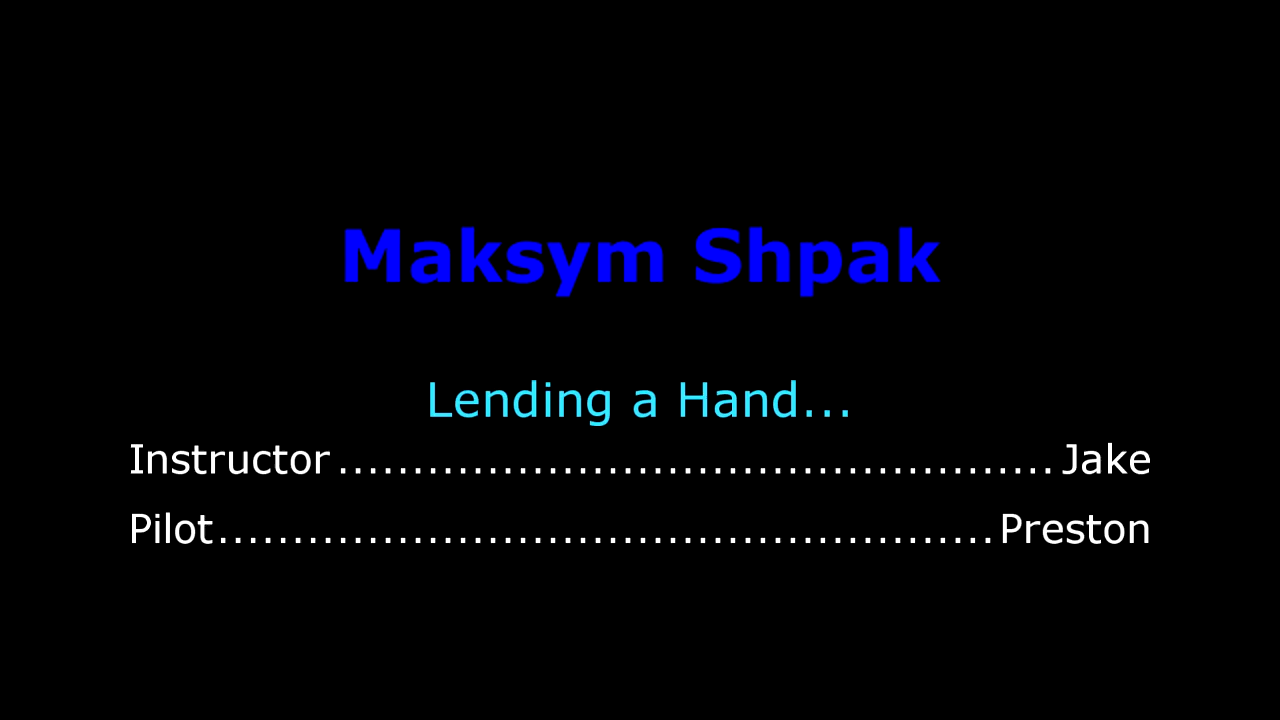 Maksym Shpak
Lending a Hand...
Instructor ................................................ Jake
Pilot.................................................... Preston